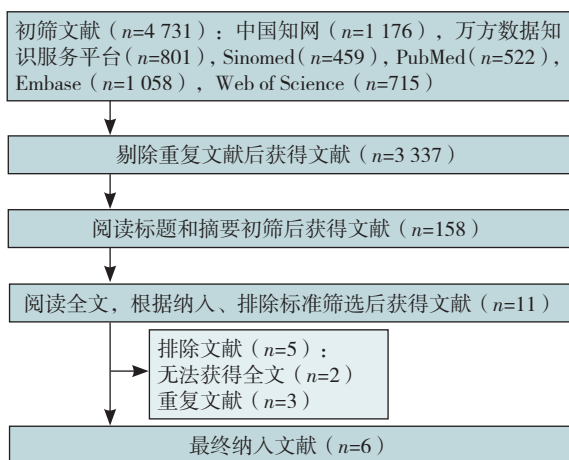 初筛文献（n=4 731）：中国知网（n=1 176），万方数据知
识服务平台（n=801），Sinomed（n=459），PubMed（n=522），
Embase（n=1 058），Web of Science（n=715）
剔除重复文献后获得文献（n=3 337）
阅读标题和摘要初筛后获得文献（n=158）
阅读全文，根据纳入、排除标准筛选后获得文献（n=11）
排除文献（n=5）：
无法获得全文（n=2）
重复文献（n=3）
最终纳入文献（n=6）